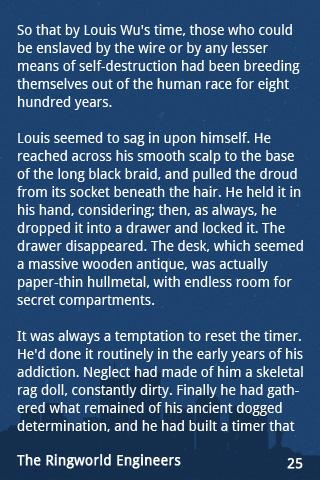 So that by Louis Wu's time, those who could
be enslaved by the wire or by any lesser
means of self-destruction had been breeding
themselves out of the human race for eight
hundred years.
Louis seemed to sag in upon himself. He
reached across his smooth scalp to the base
of the long black braid, and pulled the droud
from its socket beneath the hair. He held it in
his hand, considering; then, as always, he
dropped it into a drawer and locked it. The
drawer disappeared. The desk, which seemed
a massive wooden antique, was actually
paper-thin hullmetal, with endless room for
secret compartments.
It was always a temptation to reset the timer.
He'd done it routinely in the early years of his
addiction. Neglect had made of him a skeletal
rag doll, constantly dirty. Finally he had gath-
ered what remained of his ancient dogged
determination, and he had built a timer that
The Ringworld Engineers 25